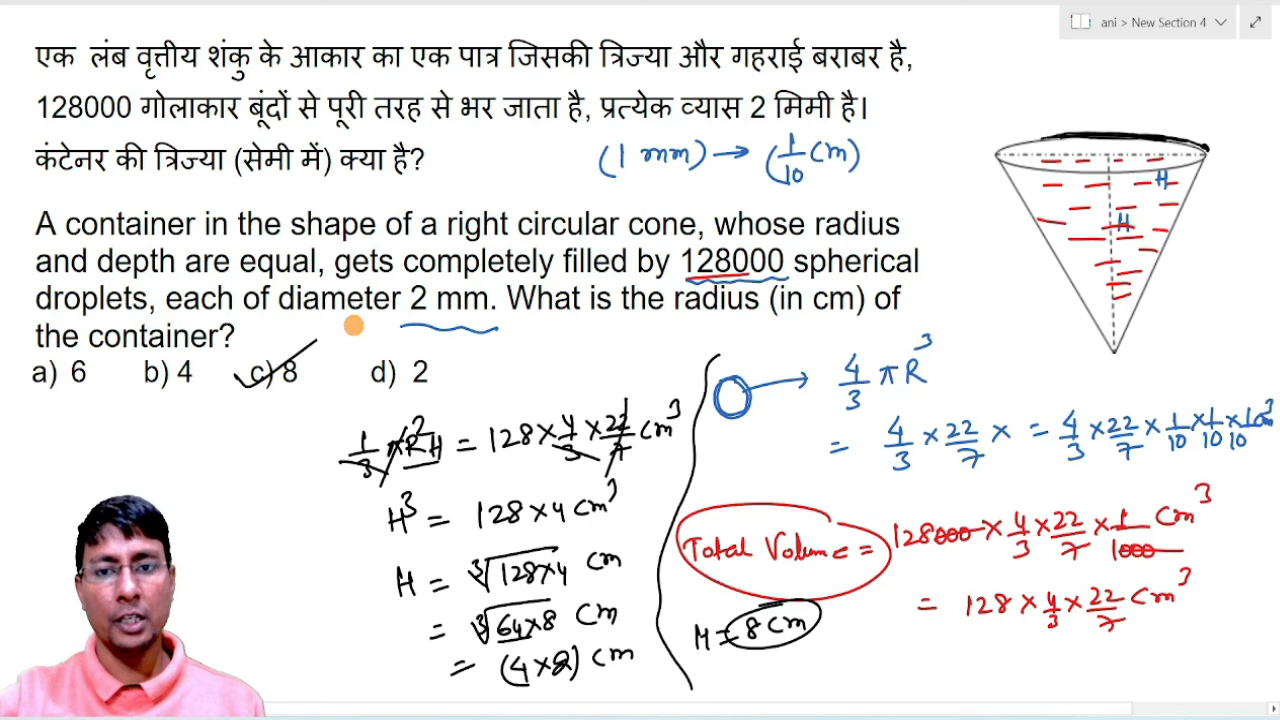 ani > New Section 4
एक लंब वृत्तीय शंकु के आकार का एक पात्र जिसकी त्रिज्या और गहराई बराबर है,
128000 गोलाकार बूंदों से पूरी तरह से भर जाता है, प्रत्येक व्यास 2 मिमी है।
कंटेनर की त्रिज्या (सेमी में) क्या है?
(1 mm) → (1/10 cm)
A container in the shape of a right circular cone, whose radius
and depth are equal, gets completely filled by 128000 spherical
droplets, each of diameter 2 mm. What is the radius (in cm) of
the container?
a) 6 b) 4 c) 8 d) 2
H
H
1/3 πR²H = 128 × 4/3 × 22/7 cm³
H³ = 128 × 4 cm³
H = ∛128×4 cm
= ∛64×8 cm
= (4×2) cm
4/3 πR³
= 4/3 × 22/7 × = 4/3 × 22/7 × 1/10 × 1/10 × 1/10
Total Volume = 128000 × 4/3 × 22/7 × 1/1000 cm³
= 128 × 4/3 × 22/7 cm³
H = 8 cm